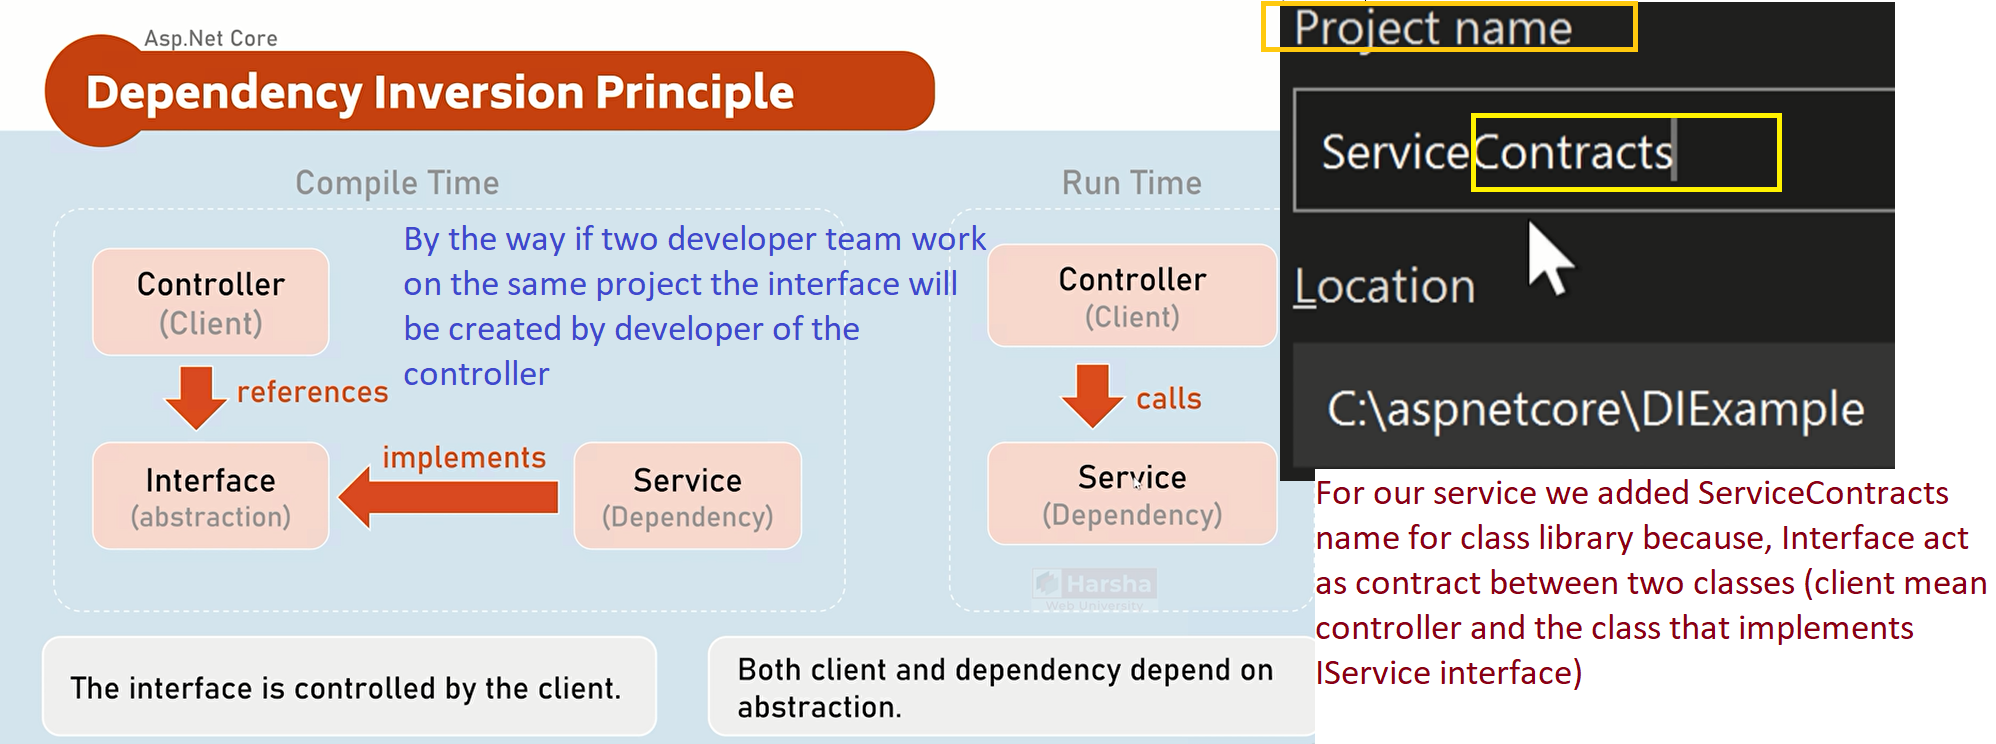 Asp.Net Core
Dependency Inversion Principle
Compile Time
By the way if two developer team work
on the same project the interface will
be created by developer of the
controller
Controller
(Client)
references
Interface
(abstraction)
implements
Service
(Dependency)
Run Time
Controller
(Client)
calls
Service
(Dependency)
Harsha
Web University
The interface is controlled by the client.
Both client and dependency depend on
abstraction.
Project name
ServiceContracts
Location
C:\aspnetcore\DIExample
For our service we added ServiceContracts
name for class library because, Interface act
as contract between two classes (client mean
controller and the class that implements
IService interface)